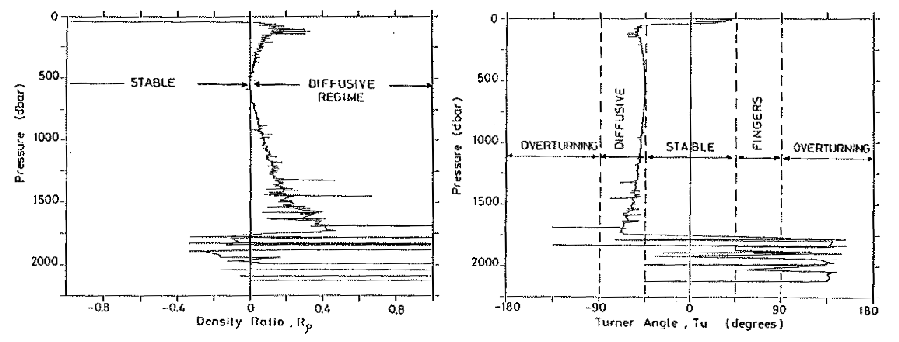 0
500
1000
1500
2000
Pressure (dbar)
STABLE
DIFFUSIVE
REGIME
-0.8
-0.4
0
0.4
0.8
Density Ratio, Rρ
0
500
1000
1500
2000
Pressure (dbar)
OVERTURNING
DIFFUSIVE
STABLE
FINGERS
OVERTURNING
-180
-90
0
90
180
Turner Angle, Tu (degrees)